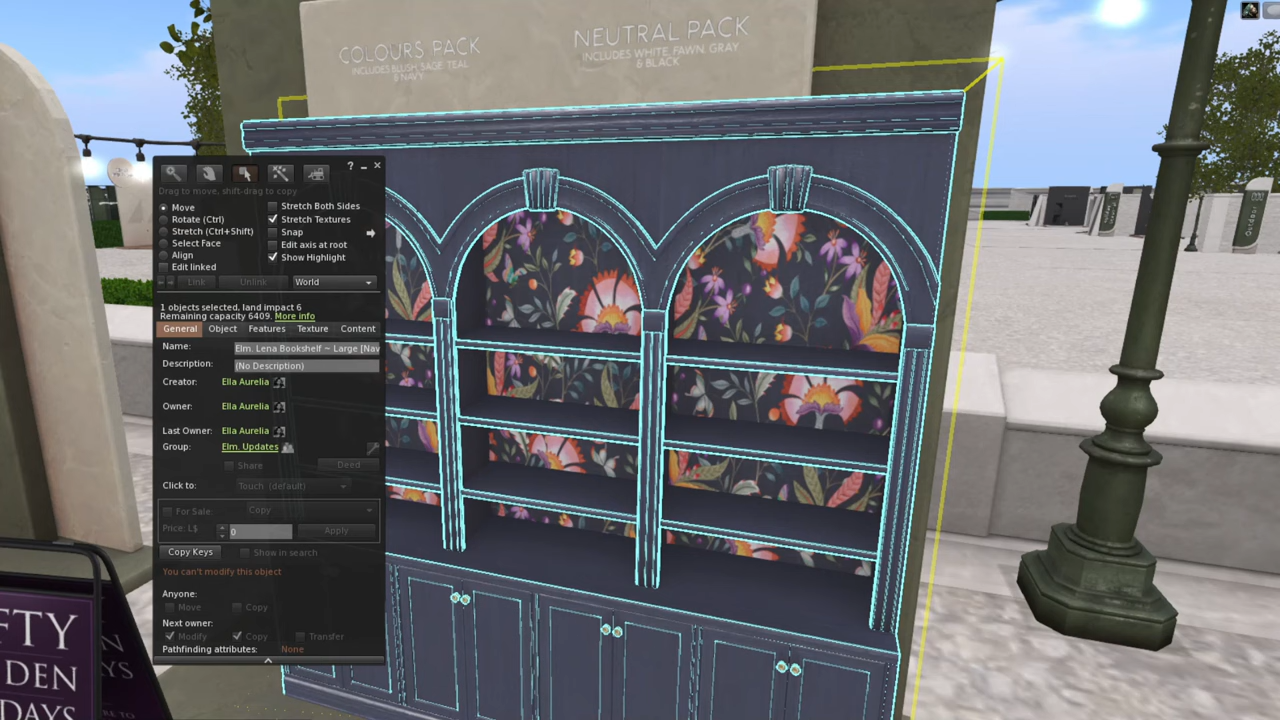 COLOURS PACK
INCLUDES BLUSH, SAGE, TEAL
& NAVY
NEUTRAL PACK
INCLUDES WHITE, FAWN, GRAY
& BLACK
?
Drag to move, shift-drag to copy
Move
Rotate (Ctrl)
Stretch (Ctrl+Shift)
Select Face
Align
Edit linked
Stretch Both Sides
Stretch Textures
Snap
Edit axis at root
Show Highlight
Link
Unlink
World
1 objects selected, land impact 6
Remaining capacity 6409. More info
General Object Features Texture Content
Name: Elm. Lena Bookshelf ~ Large [Nav
Description: (No Description)
Creator: Ella Aurelia
Owner: Ella Aurelia
Last Owner: Ella Aurelia
Group: Elm. Updates
Share Deed
Click to: Touch (default)
For Sale: Copy
Price: L$ 0 Apply
Copy Keys Show in search
You can't modify this object
Anyone:
Move Copy
Next owner:
Modify Copy Transfer
Pathfinding attributes: None
FTY
DEN
DAYS